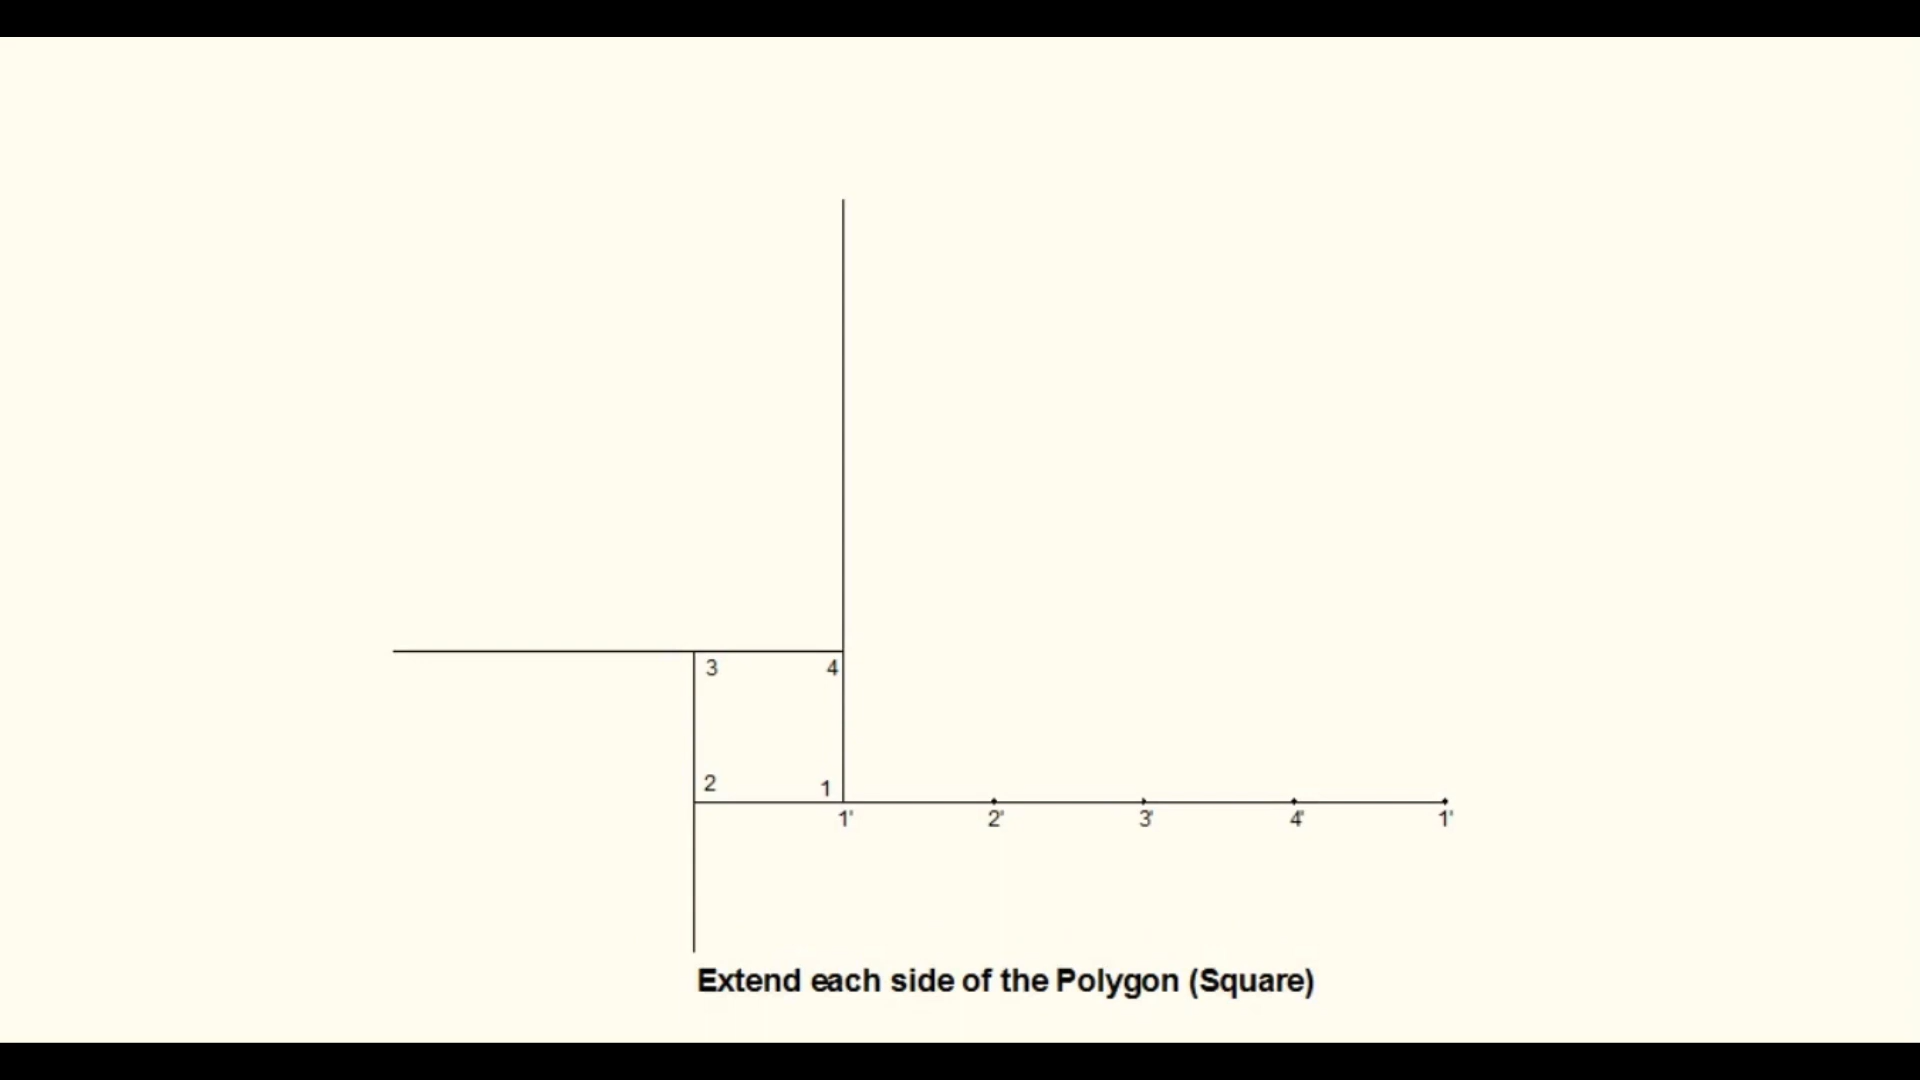 3 4
2 1
1' 2' 3' 4' 1'
Extend each side of the Polygon (Square)